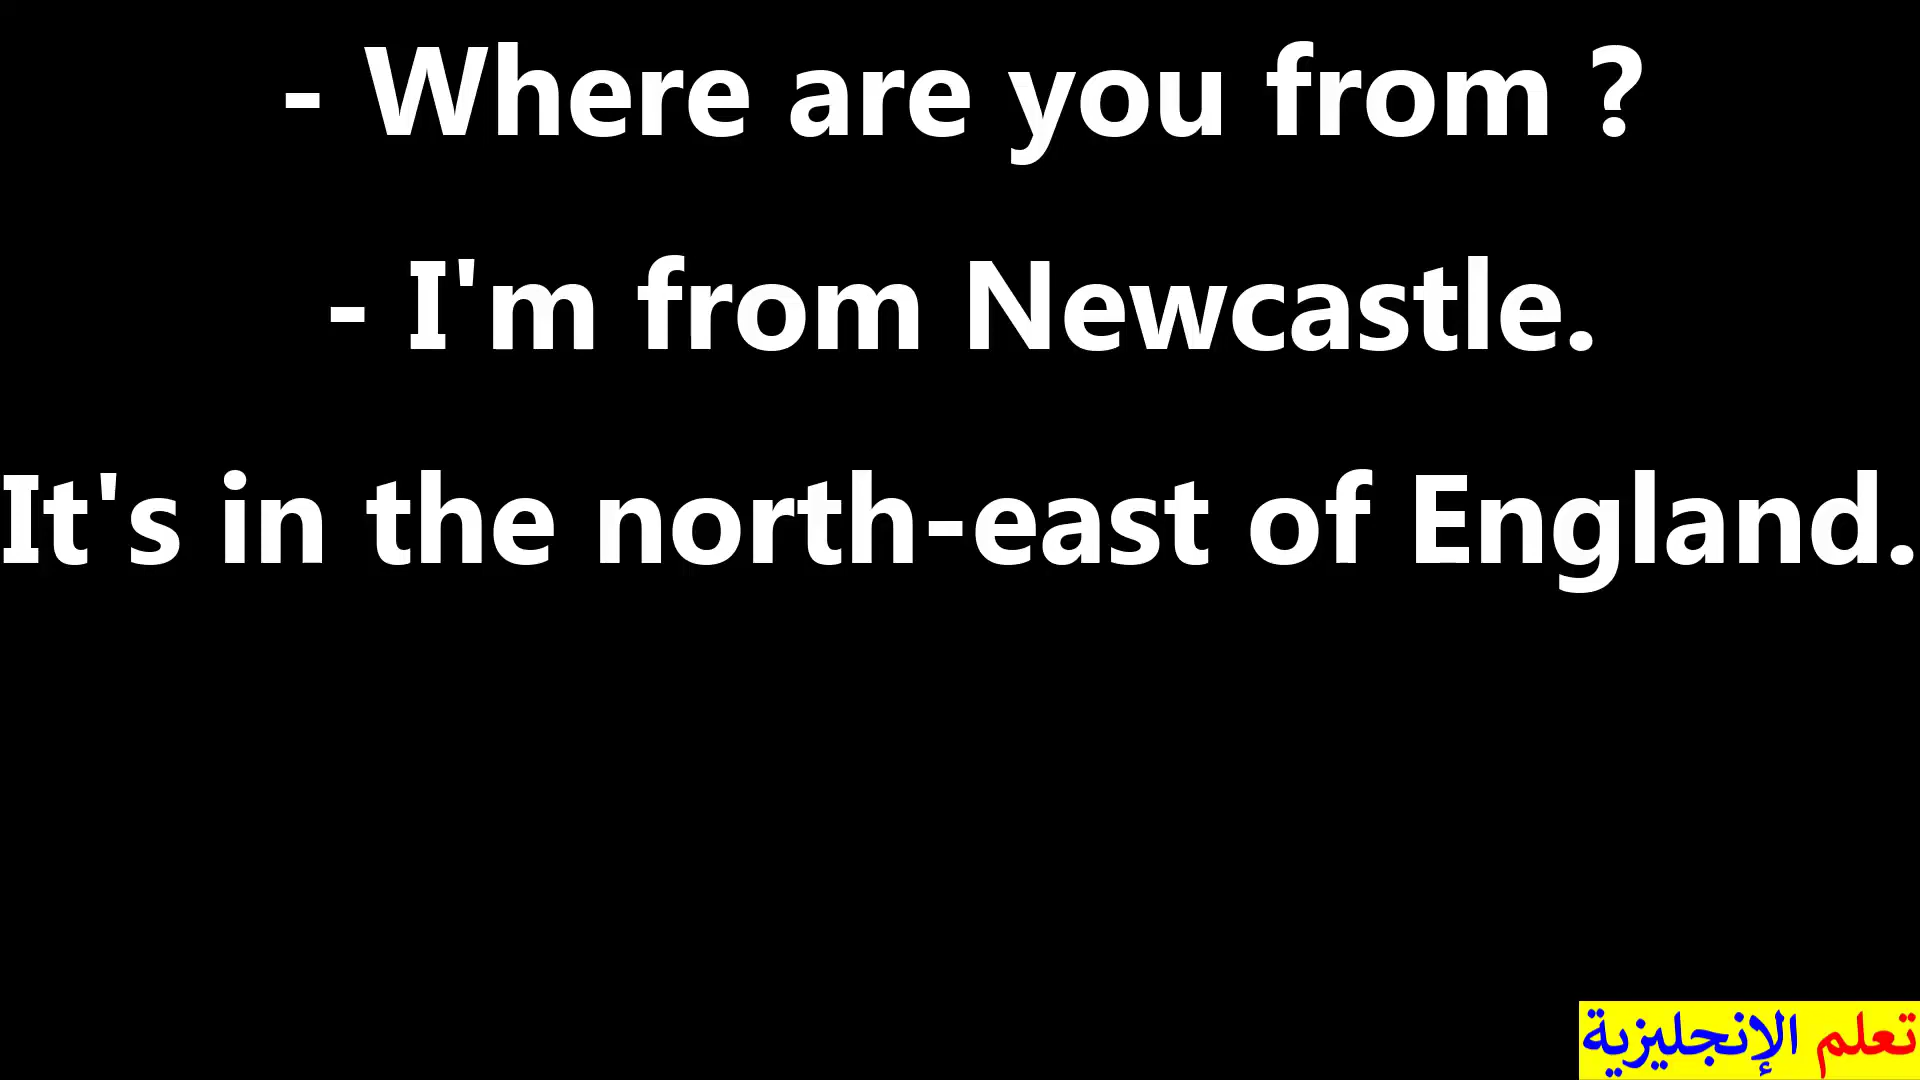 - Where are you from ?
- I'm from Newcastle.
It's in the north-east of England.
تعلم الإنجليزية